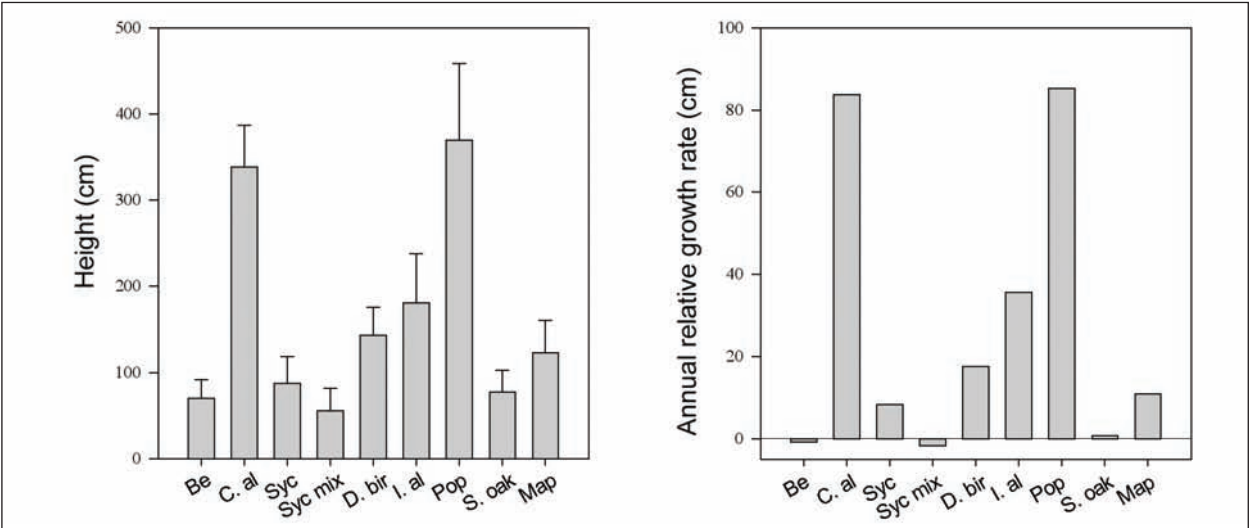 Height (cm)
500
400
300
200
100
0
Be
C. al
Syc
Syc mix
D. bir
I. al
Pop
S. oak
Map
Annual relative growth rate (cm)
100
80
60
40
20
0
Be
C. al
Syc
Syc mix
D. bir
I. al
Pop
S. oak
Map